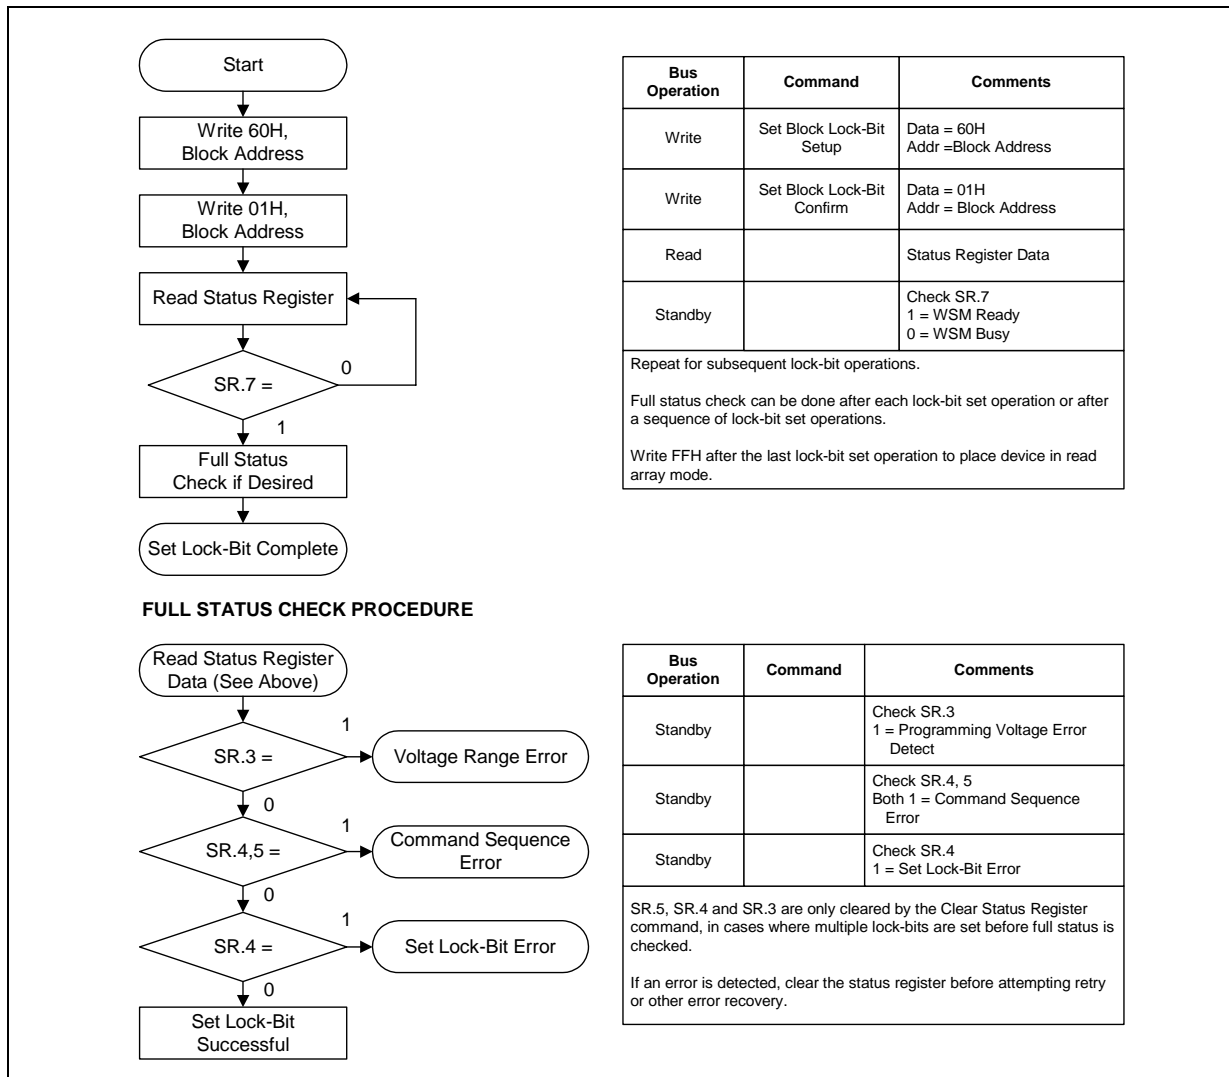 Start
Write 60H,
Block Address
Write 01H,
Block Address
Read Status Register
0
SR.7 =
1
Full Status
Check if Desired
Set Lock-Bit Complete
Bus
Operation
Command
Comments
Write
Set Block Lock-Bit
Setup
Data = 60H
Addr =Block Address
Write
Set Block Lock-Bit
Confirm
Data = 01H
Addr = Block Address
Read
Status Register Data
Standby
Check SR.7
1 = WSM Ready
0 = WSM Busy
Repeat for subsequent lock-bit operations.
Full status check can be done after each lock-bit set operation or after
a sequence of lock-bit set operations.
Write FFH after the last lock-bit set operation to place device in read
array mode.
FULL STATUS CHECK PROCEDURE
Read Status Register
Data (See Above)
1
SR.3 =
Voltage Range Error
0
1
SR.4,5 =
Command Sequence
Error
0
1
SR.4 =
Set Lock-Bit Error
0
Set Lock-Bit
Successful
Bus
Operation
Command
Comments
Standby
Check SR.3
1 = Programming Voltage Error
Detect
Standby
Check SR.4, 5
Both 1 = Command Sequence
Error
Standby
Check SR.4
1 = Set Lock-Bit Error
SR.5, SR.4 and SR.3 are only cleared by the Clear Status Register
command, in cases where multiple lock-bits are set before full status is
checked.
If an error is detected, clear the status register before attempting retry
or other error recovery.